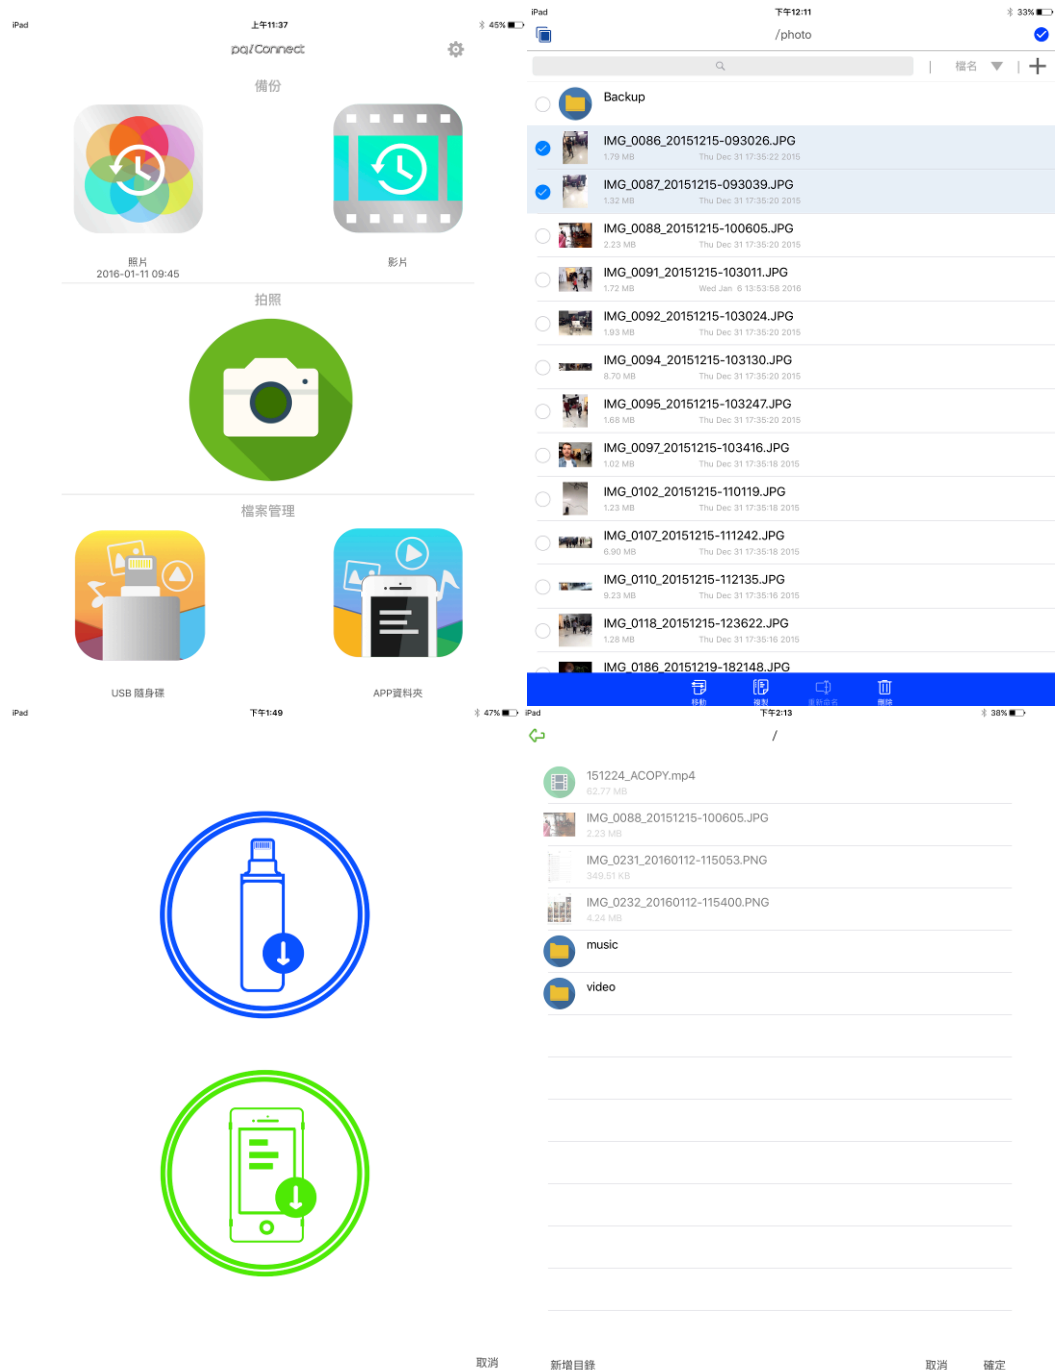 iPad 上午11:37 45%
pqi Connect
備份
照片
2016-01-11 09:45
影片
拍照
檔案管理
USB 隨身碟
APP資料夾
iPad 下午12:11 33%
/photo
檔名
Backup
IMG_0086_20151215-093026.JPG
1.79 MB Thu Dec 31 17:35:22 2015
IMG_0087_20151215-093039.JPG
1.32 MB Thu Dec 31 17:35:20 2015
IMG_0088_20151215-100605.JPG
2.23 MB Thu Dec 31 17:35:20 2015
IMG_0091_20151215-103011.JPG
1.72 MB Wed Jan 6 13:53:58 2016
IMG_0092_20151215-103024.JPG
1.93 MB Thu Dec 31 17:35:20 2015
IMG_0094_20151215-103130.JPG
8.70 MB Thu Dec 31 17:35:20 2015
IMG_0095_20151215-103247.JPG
1.68 MB Thu Dec 31 17:35:20 2015
IMG_0097_20151215-103416.JPG
1.02 MB Thu Dec 31 17:35:18 2015
IMG_0102_20151215-110119.JPG
1.23 MB Thu Dec 31 17:35:18 2015
IMG_0107_20151215-111242.JPG
6.90 MB Thu Dec 31 17:35:18 2015
IMG_0110_20151215-112135.JPG
9.23 MB Thu Dec 31 17:35:16 2015
IMG_0118_20151215-123622.JPG
1.28 MB Thu Dec 31 17:35:16 2015
IMG_0186_20151219-182148.JPG
移動 複製 重新命名 刪除
iPad 下午1:49 47%
取消
iPad 下午2:13 38%
/
151224_ACOPY.mp4
62.77 MB
IMG_0088_20151215-100605.JPG
2.23 MB
IMG_0231_20160112-115053.PNG
349.51 KB
IMG_0232_20160112-115400.PNG
4.24 MB
music
video
新增目錄 取消 確定